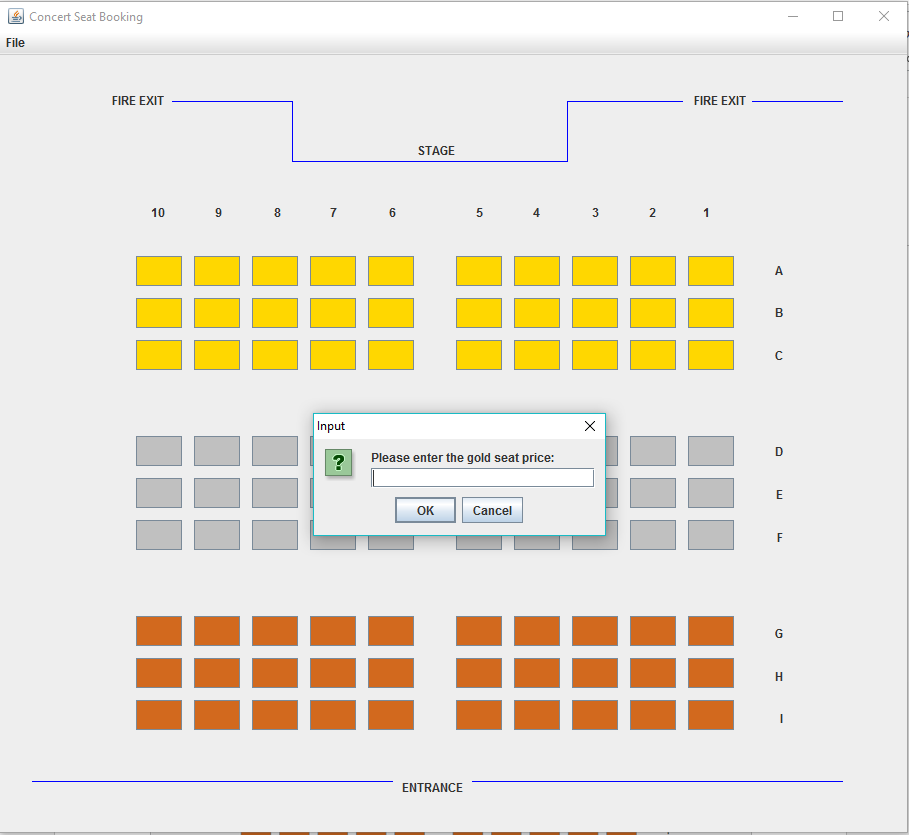 Concert Seat Booking
File
FIRE EXIT
FIRE EXIT
STAGE
10 9 8 7 6 5 4 3 2 1
A
B
C
Input
?
Please enter the gold seat price:
OK Cancel
D
E
F
G
H
I
ENTRANCE